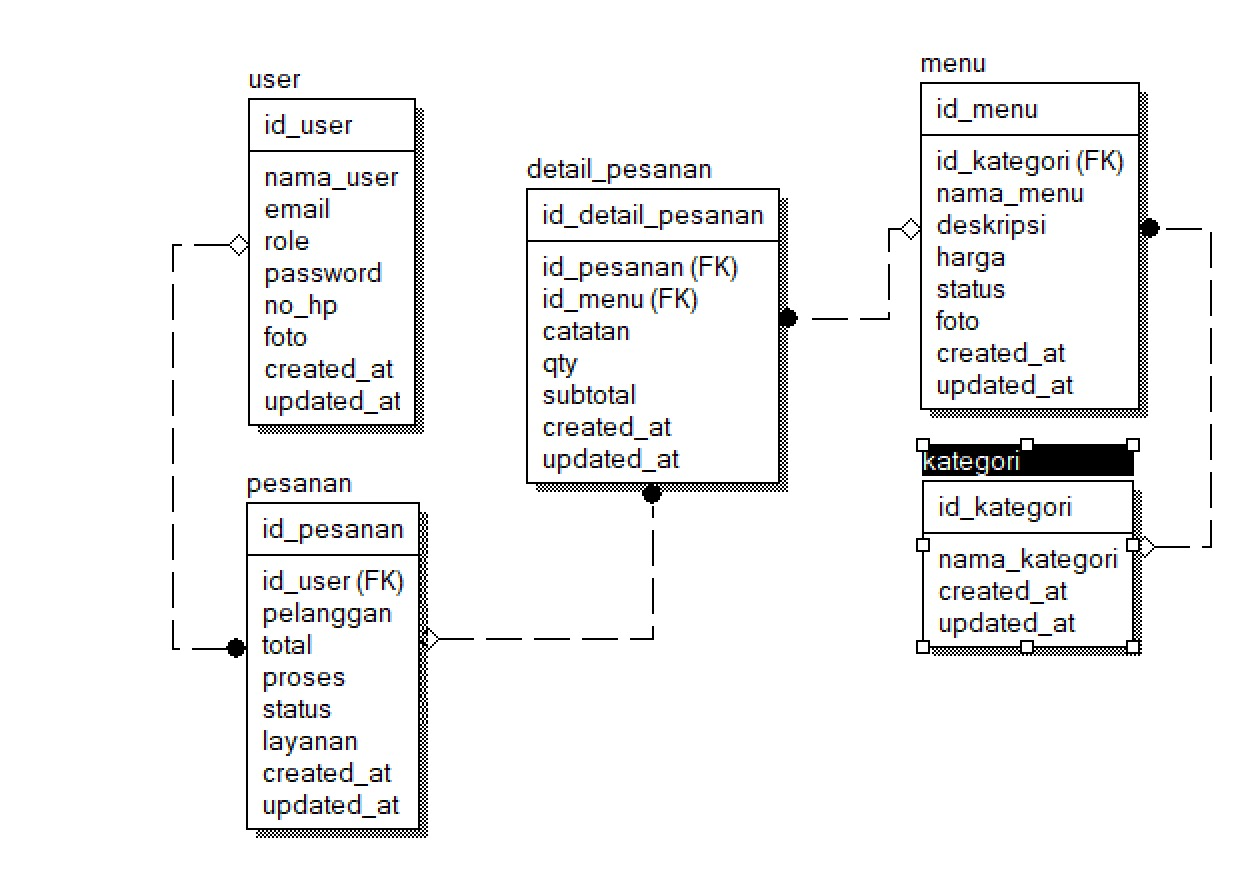 user
id_user
nama_user
email
role
password
no_hp
foto
created_at
updated_at
pesanan
id_pesanan
id_user (FK)
pelanggan
total
proses
status
layanan
created_at
updated_at
detail_pesanan
id_detail_pesanan
id_pesanan (FK)
id_menu (FK)
catatan
qty
subtotal
created_at
updated_at
menu
id_menu
id_kategori (FK)
nama_menu
deskripsi
harga
status
foto
created_at
updated_at
kategori
id_kategori
nama_kategori
created_at
updated_at